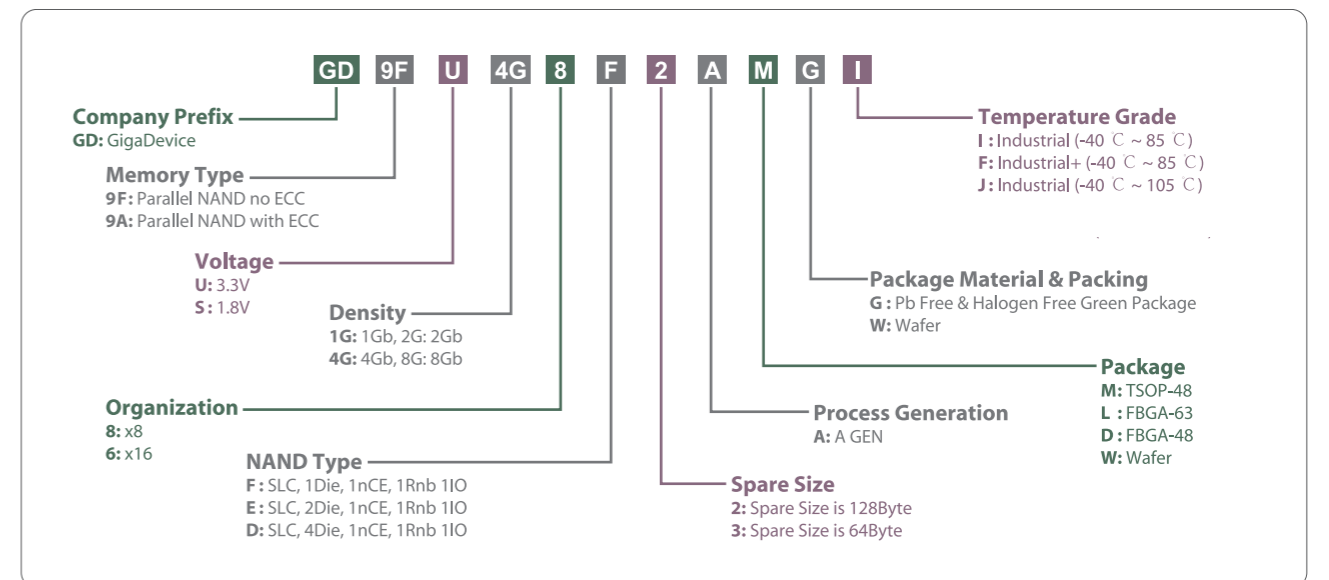 GD 9F U 4G 8 F 2 A M G I
Company Prefix
GD: GigaDevice
Memory Type
9F: Parallel NAND no ECC
9A: Parallel NAND with ECC
Voltage
U: 3.3V
S : 1.8V
Density
1G: 1Gb, 2G: 2Gb
4G: 4Gb, 8G: 8Gb
Organization
8: x8
6: x16
NAND Type
F : SLC, 1Die, 1nCE, 1Rnb 1IO
E : SLC, 2Die, 1nCE, 1Rnb 1IO
D: SLC, 4Die, 1nCE, 1Rnb 1IO
Temperature Grade
I : Industrial (-40 ℃ ~ 85 ℃)
F: Industrial+ (-40 ℃ ~ 85 ℃)
J: Industrial (-40 ℃ ~ 105 ℃)
Package Material & Packing
G : Pb Free & Halogen Free Green Package
W: Wafer
Package
M: TSOP-48
L : FBGA-63
D : FBGA-48
W: Wafer
Process Generation
A: A GEN
Spare Size
2: Spare Size is 128Byte
3: Spare Size is 64Byte